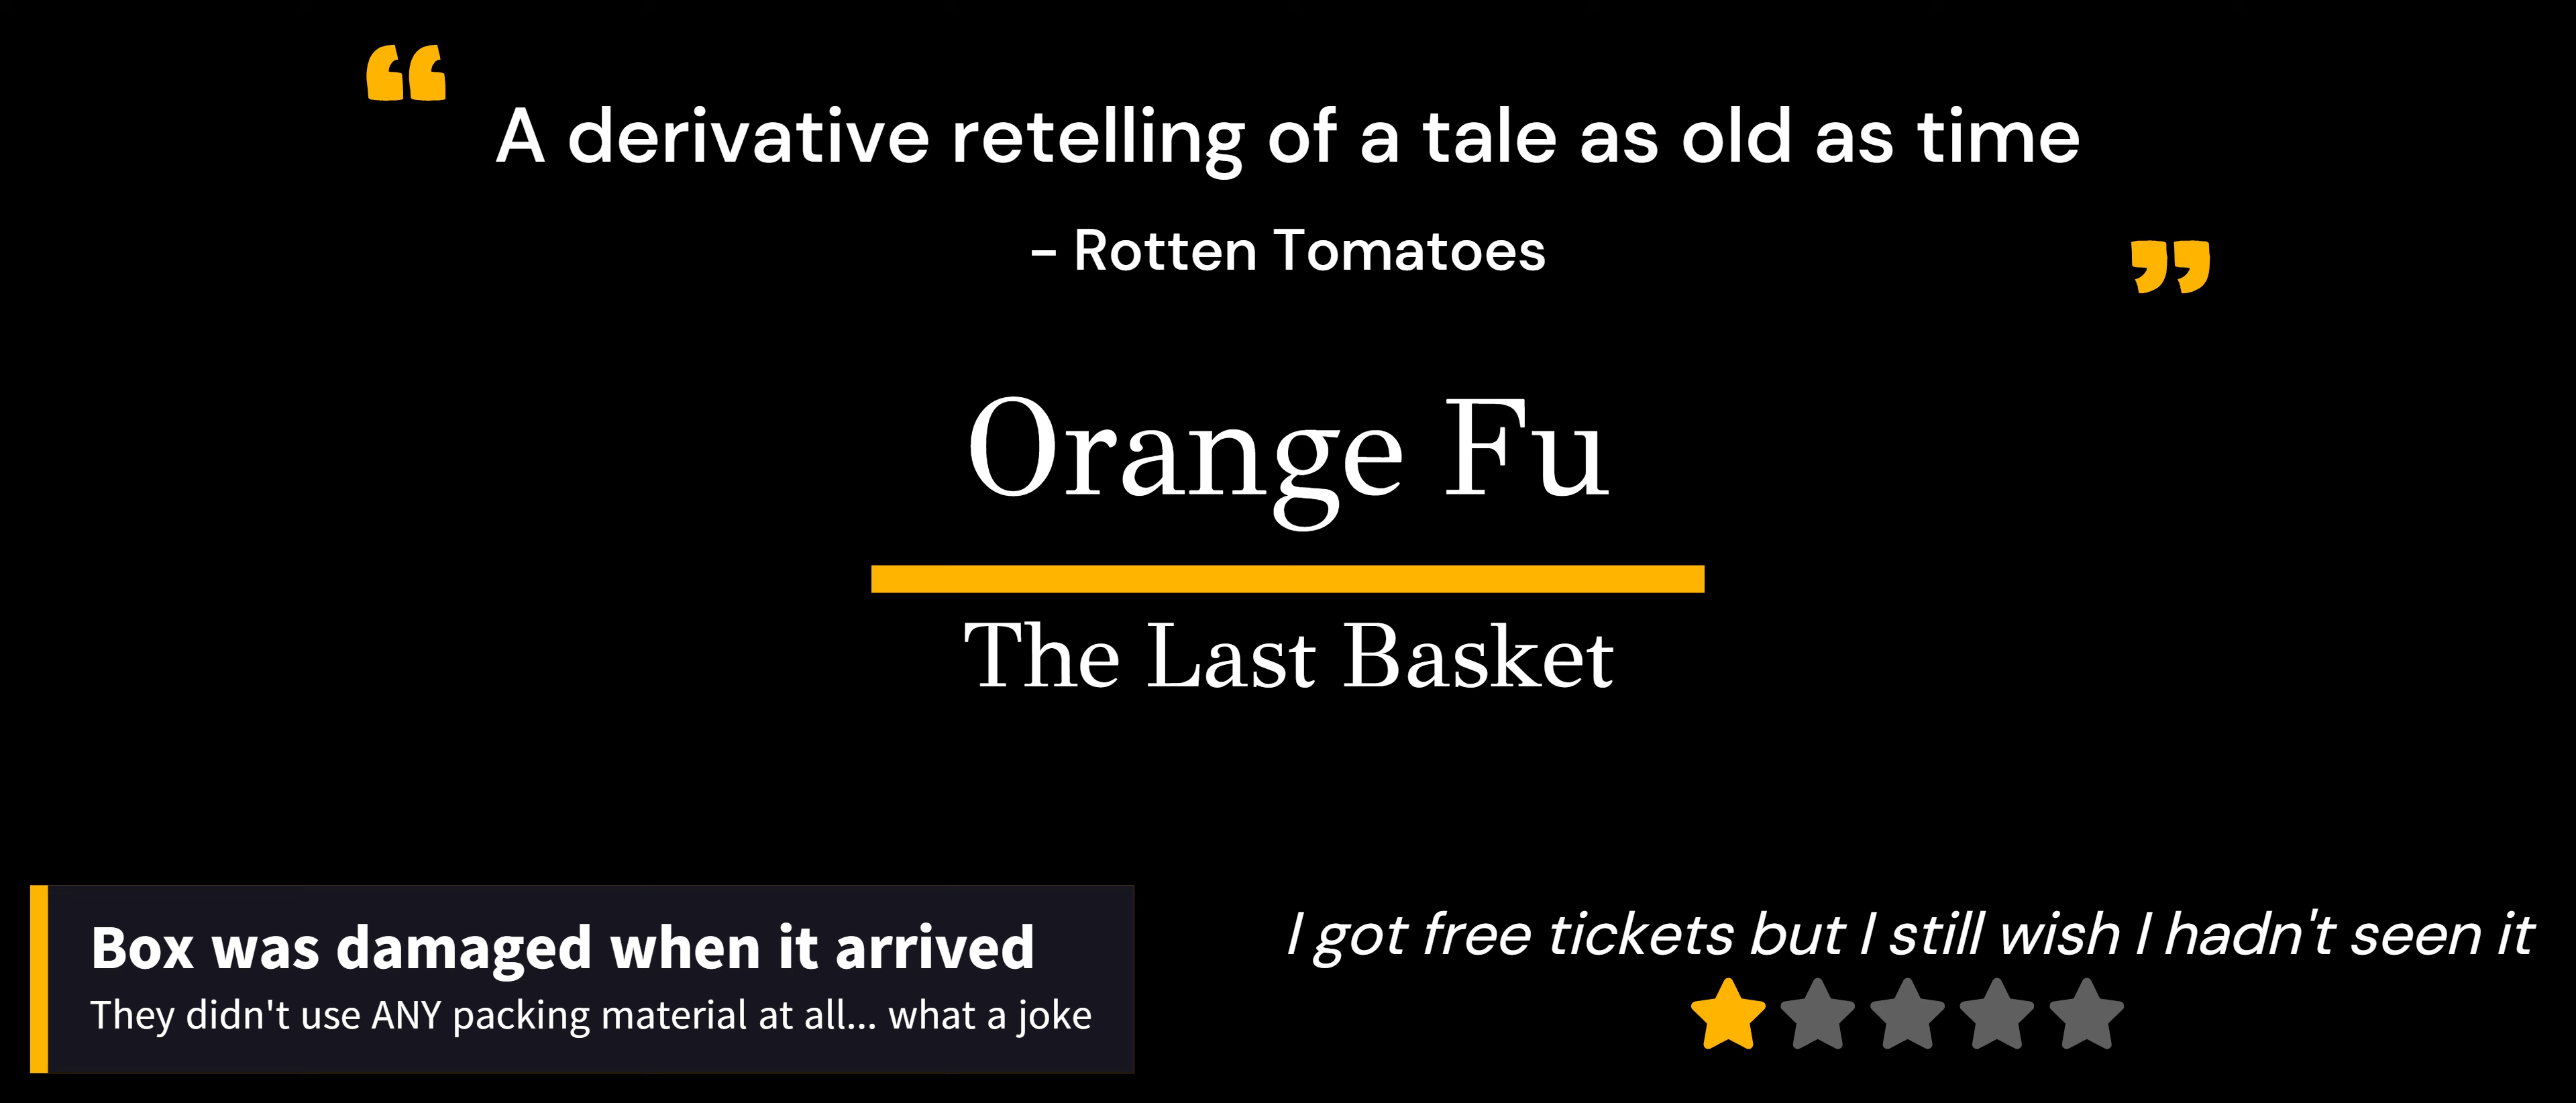 “
A derivative retelling of a tale as old as time
– Rotten Tomatoes
”
Orange Fu
The Last Basket
Box was damaged when it arrived
They didn't use ANY packing material at all... what a joke
I got free tickets but I still wish I hadn't seen it